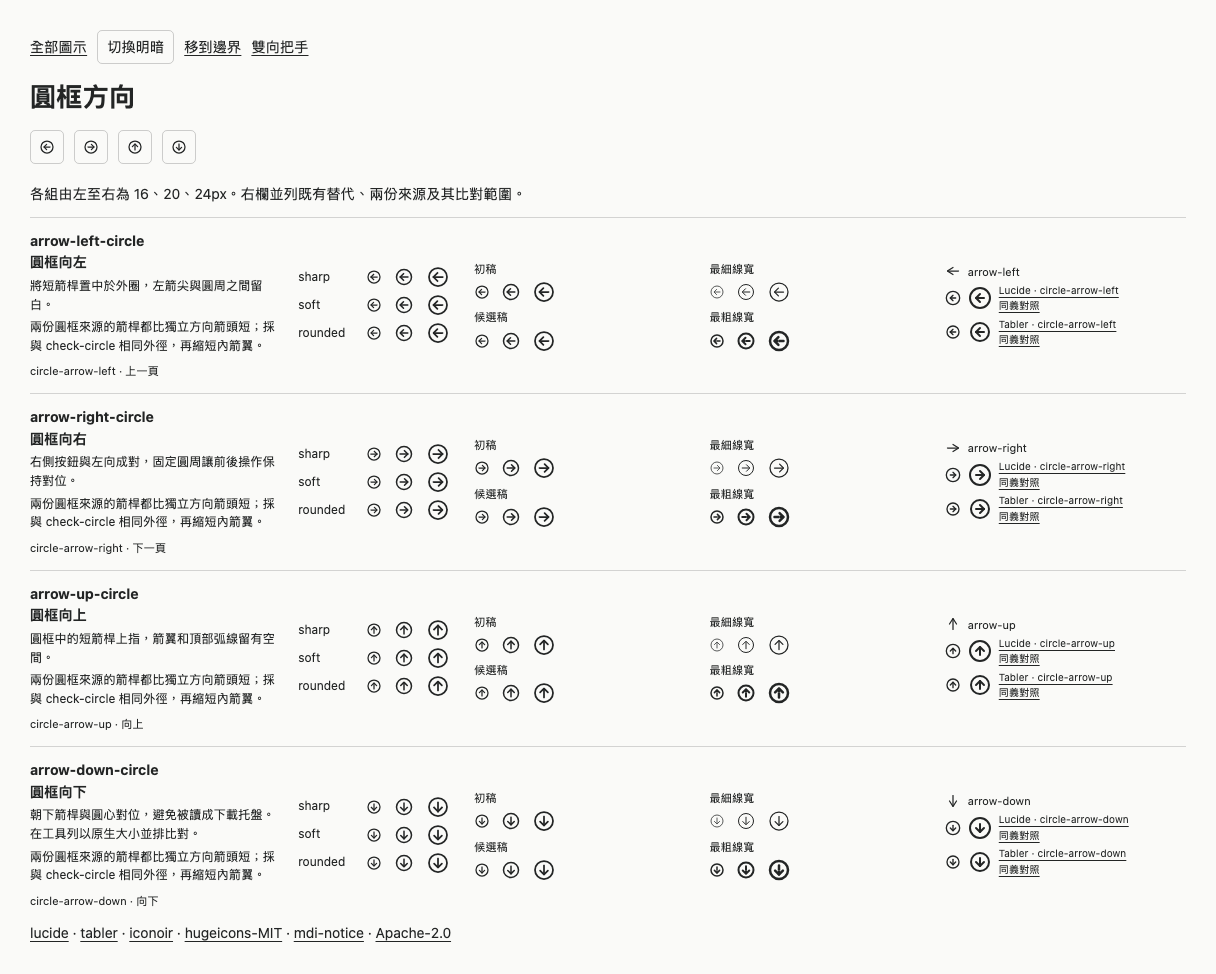 全部圖示 切換明暗 移到邊界 雙向把手
圓框方向
各組由左至右為 16、20、24px。右欄並列既有替代、兩份來源及其比對範圍。
arrow-left-circle
圓框向左
將短箭桿置中於外圈，左箭尖與圓周之間留
白。
兩份圓框來源的箭桿都比獨立方向箭頭短；採
與 check-circle 相同外徑，再縮短內箭翼。
circle-arrow-left · 上一頁
sharp
soft
rounded
初稿
候選稿
最細線寬
最粗線寬
arrow-left
Lucide · circle-arrow-left
同義對照
Tabler · circle-arrow-left
同義對照
arrow-right-circle
圓框向右
右側按鈕與左向成對，固定圓周讓前後操作保
持對位。
兩份圓框來源的箭桿都比獨立方向箭頭短；採
與 check-circle 相同外徑，再縮短內箭翼。
circle-arrow-right · 下一頁
sharp
soft
rounded
初稿
候選稿
最細線寬
最粗線寬
arrow-right
Lucide · circle-arrow-right
同義對照
Tabler · circle-arrow-right
同義對照
arrow-up-circle
圓框向上
圓框中的短箭桿上指，箭翼和頂部弧線留有空
間。
兩份圓框來源的箭桿都比獨立方向箭頭短；採
與 check-circle 相同外徑，再縮短內箭翼。
circle-arrow-up · 向上
sharp
soft
rounded
初稿
候選稿
最細線寬
最粗線寬
arrow-up
Lucide · circle-arrow-up
同義對照
Tabler · circle-arrow-up
同義對照
arrow-down-circle
圓框向下
朝下箭桿與圓心對位，避免被讀成下載托盤。
在工具列以原生大小並排比對。
兩份圓框來源的箭桿都比獨立方向箭頭短；採
與 check-circle 相同外徑，再縮短內箭翼。
circle-arrow-down · 向下
sharp
soft
rounded
初稿
候選稿
最細線寬
最粗線寬
arrow-down
Lucide · circle-arrow-down
同義對照
Tabler · circle-arrow-down
同義對照
lucide · tabler · iconoir · hugeicons-MIT · mdi-notice · Apache-2.0